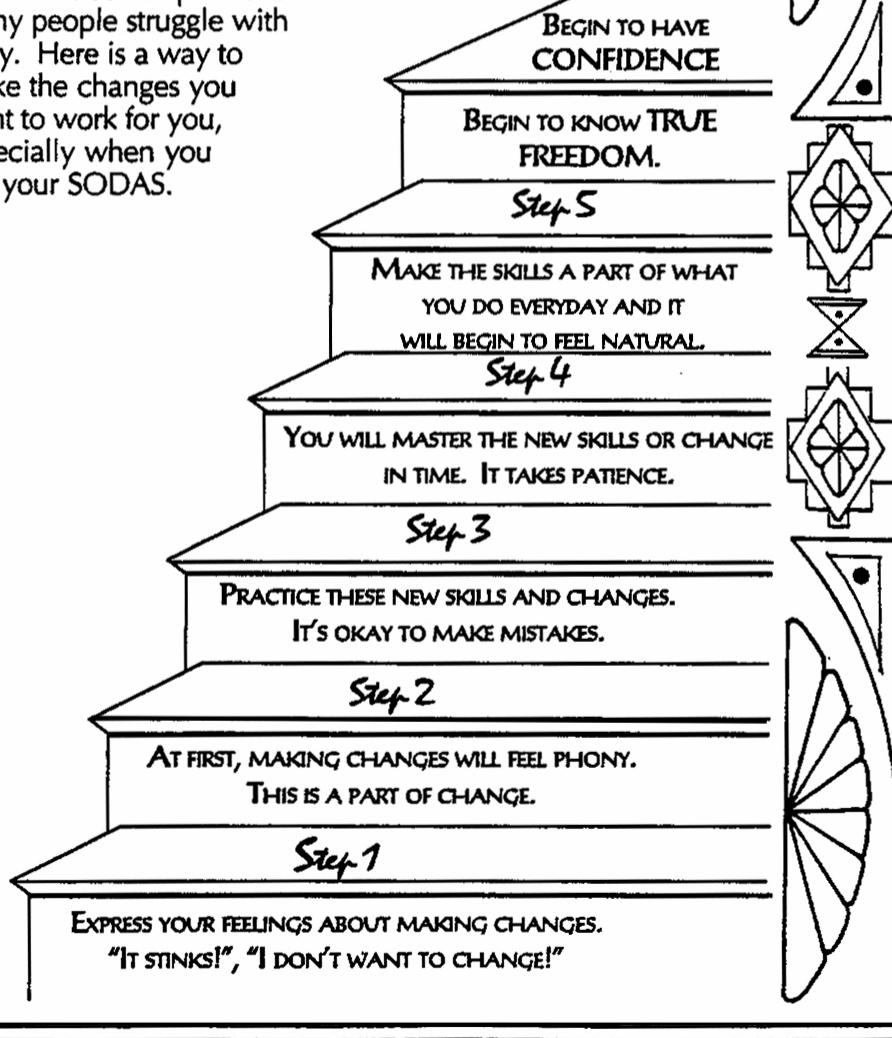 ny people struggle with
y. Here is a way to
ke the changes you
nt to work for you,
ecially when you
your SODAS.
BEGIN TO HAVE
CONFIDENCE
BEGIN TO KNOW TRUE
FREEDOM.
Step 5
MAKE THE SKILLS A PART OF WHAT
YOU DO EVERYDAY AND IT
WILL BEGIN TO FEEL NATURAL.
Step 4
YOU WILL MASTER THE NEW SKILLS OR CHANGE
IN TIME. IT TAKES PATIENCE.
Step 3
PRACTICE THESE NEW SKILLS AND CHANGES.
IT'S OKAY TO MAKE MISTAKES.
Step 2
AT FIRST, MAKING CHANGES WILL FEEL PHONY.
THIS IS A PART OF CHANGE.
Step 1
EXPRESS YOUR FEELINGS ABOUT MAKING CHANGES.
"IT STINKS!", "I DON'T WANT TO CHANGE!"